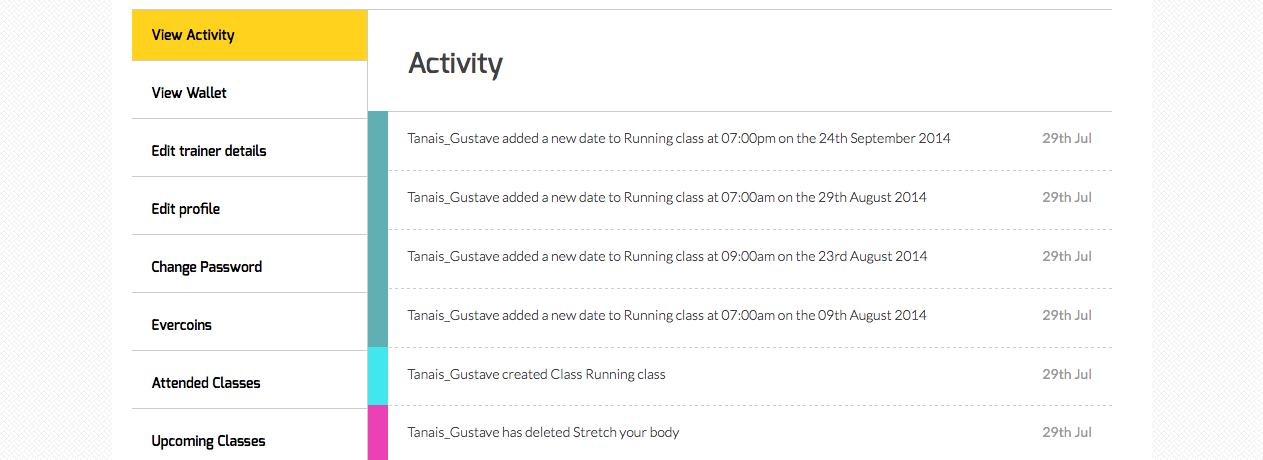 View Activity
View Wallet
Edit trainer details
Edit profile
Change Password
Evercoins
Attended Classes
Upcoming Classes
Activity
Tanais_Gustave added a new date to Running class at 07:00pm on the 24th September 2014 29th Jul
Tanais_Gustave added a new date to Running class at 07:00am on the 29th August 2014 29th Jul
Tanais_Gustave added a new date to Running class at 09:00am on the 23rd August 2014 29th Jul
Tanais_Gustave added a new date to Running class at 07:00am on the 09th August 2014 29th Jul
Tanais_Gustave created Class Running class 29th Jul
Tanais_Gustave has deleted Stretch your body 29th Jul